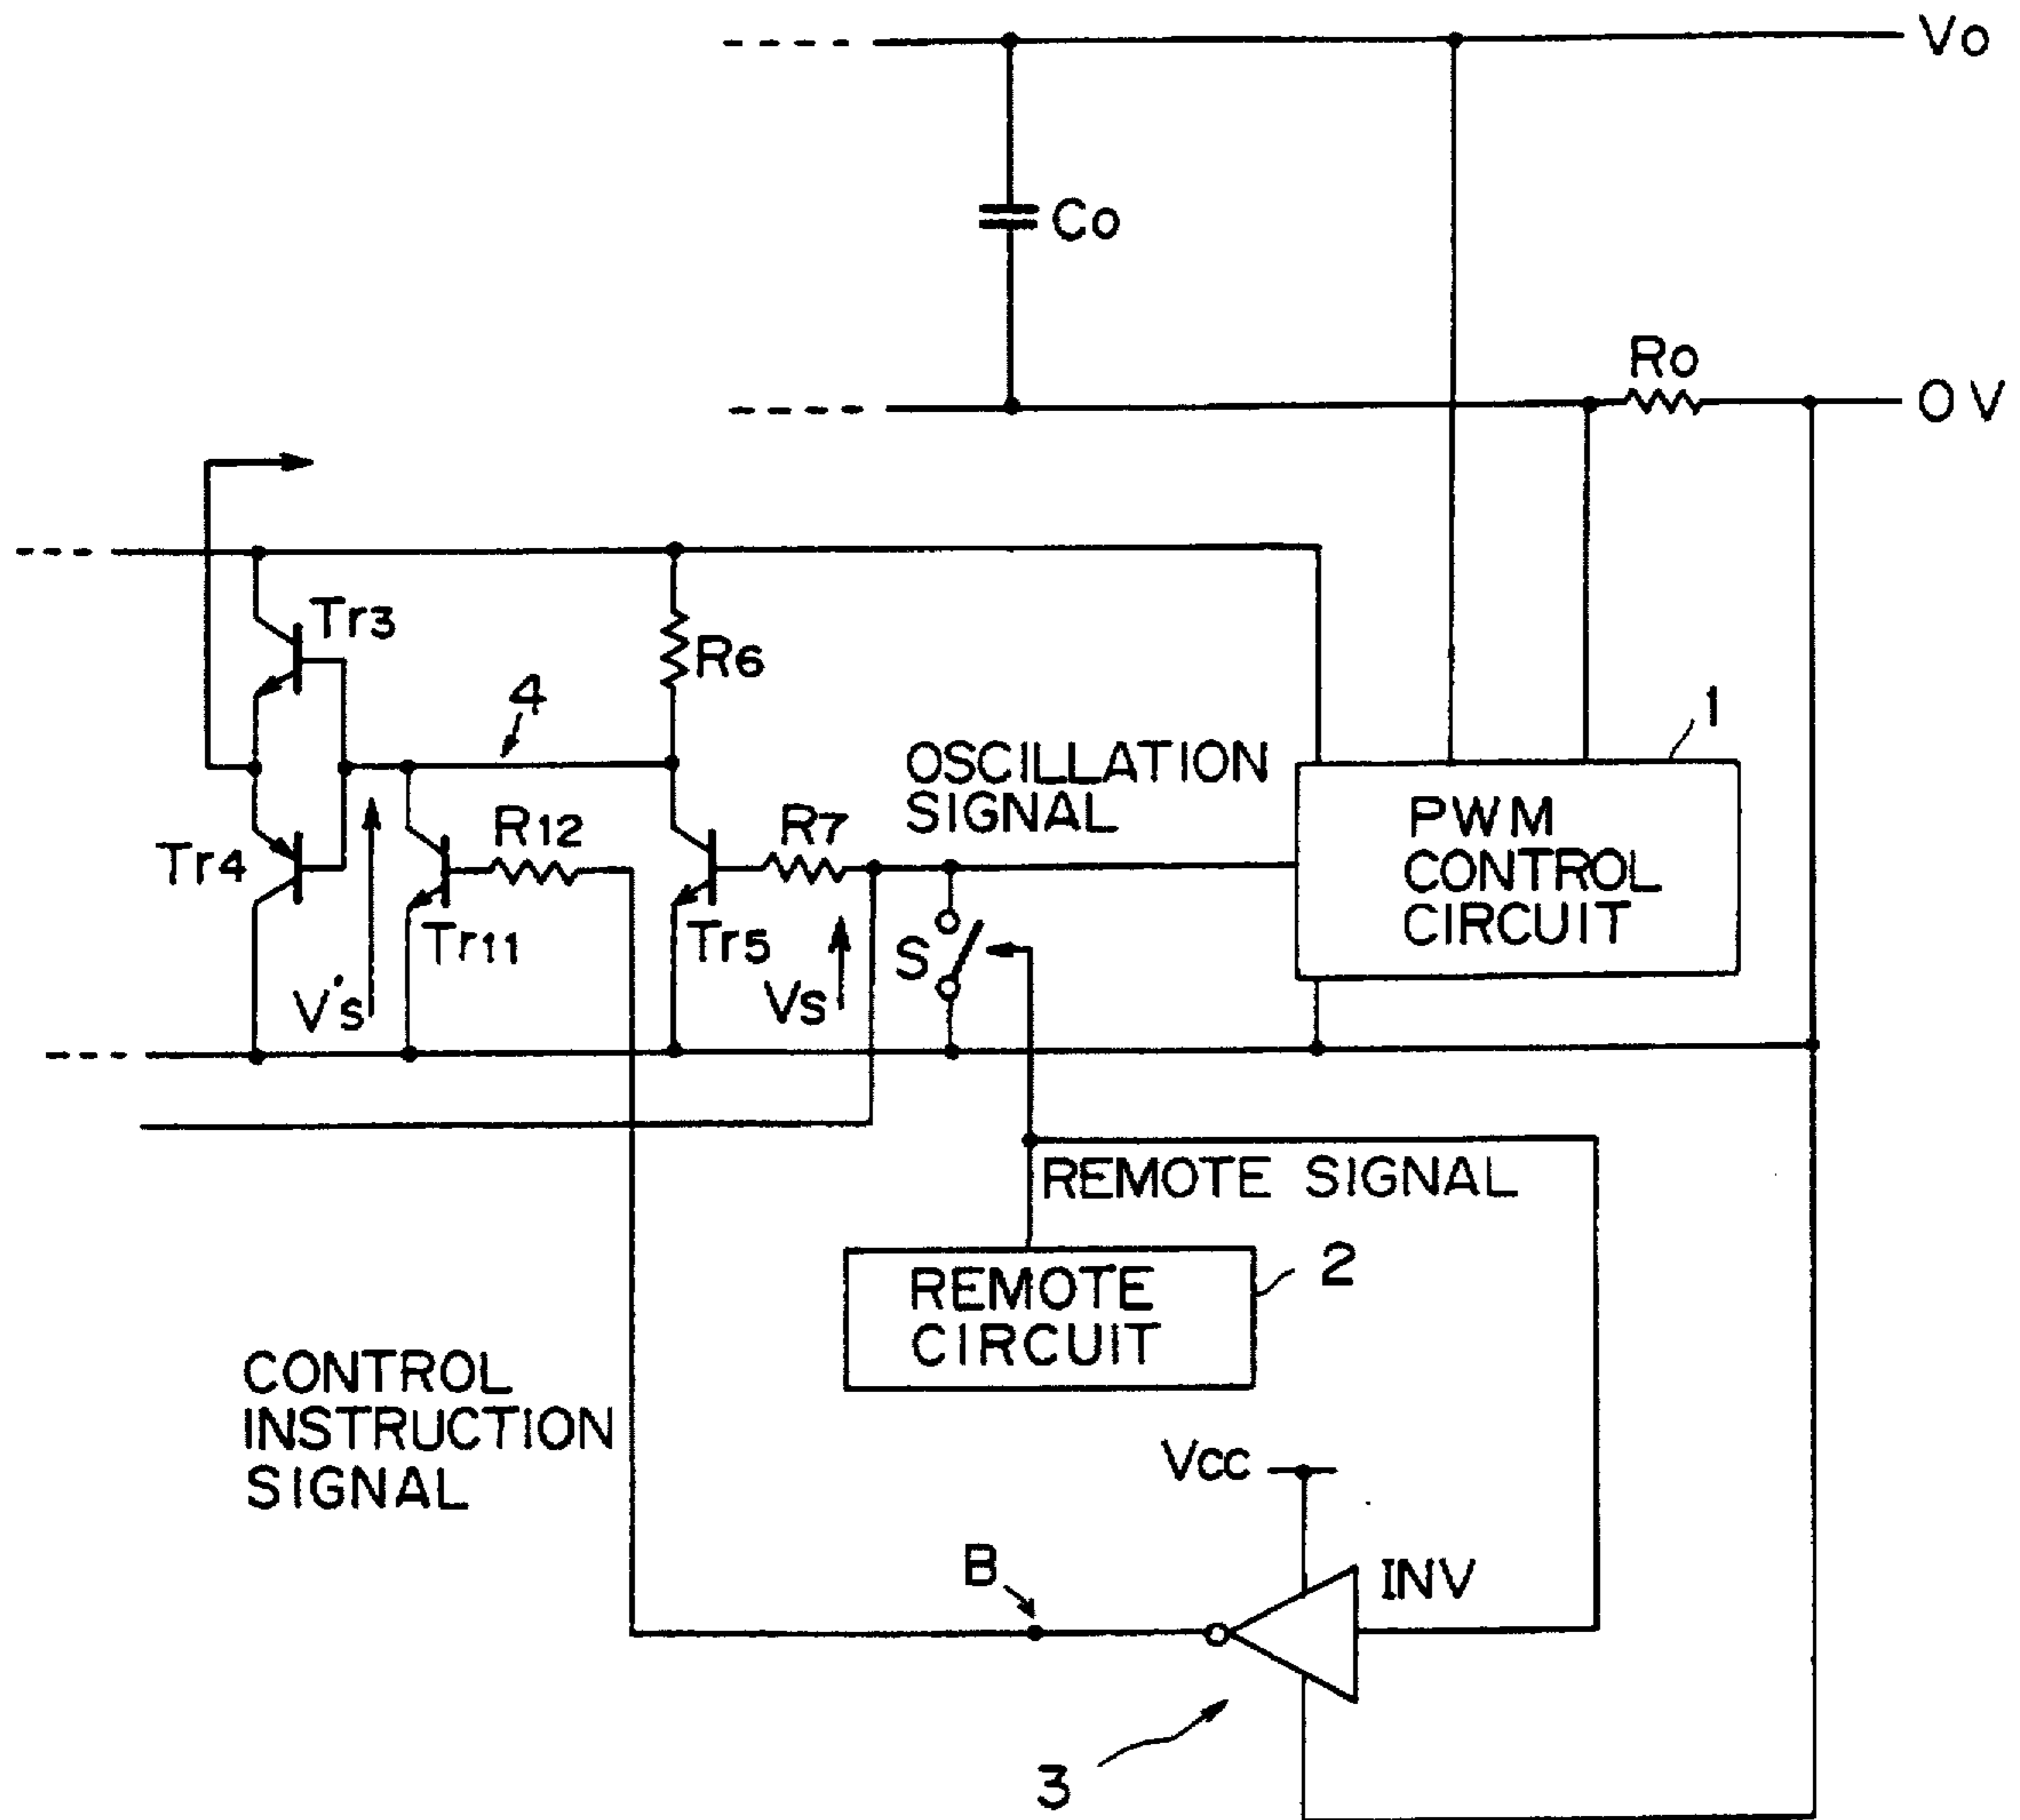 Vo
Co
Ro
0 V
Tr3
R6
4
1
OSCILLATION
SIGNAL
PWM
CONTROL
CIRCUIT
R12
R7
Tr4
Tr11
Tr5
S
V's
Vs
REMOTE SIGNAL
2
REMOTE
CIRCUIT
CONTROL
INSTRUCTION
SIGNAL
Vcc
B
INV
3